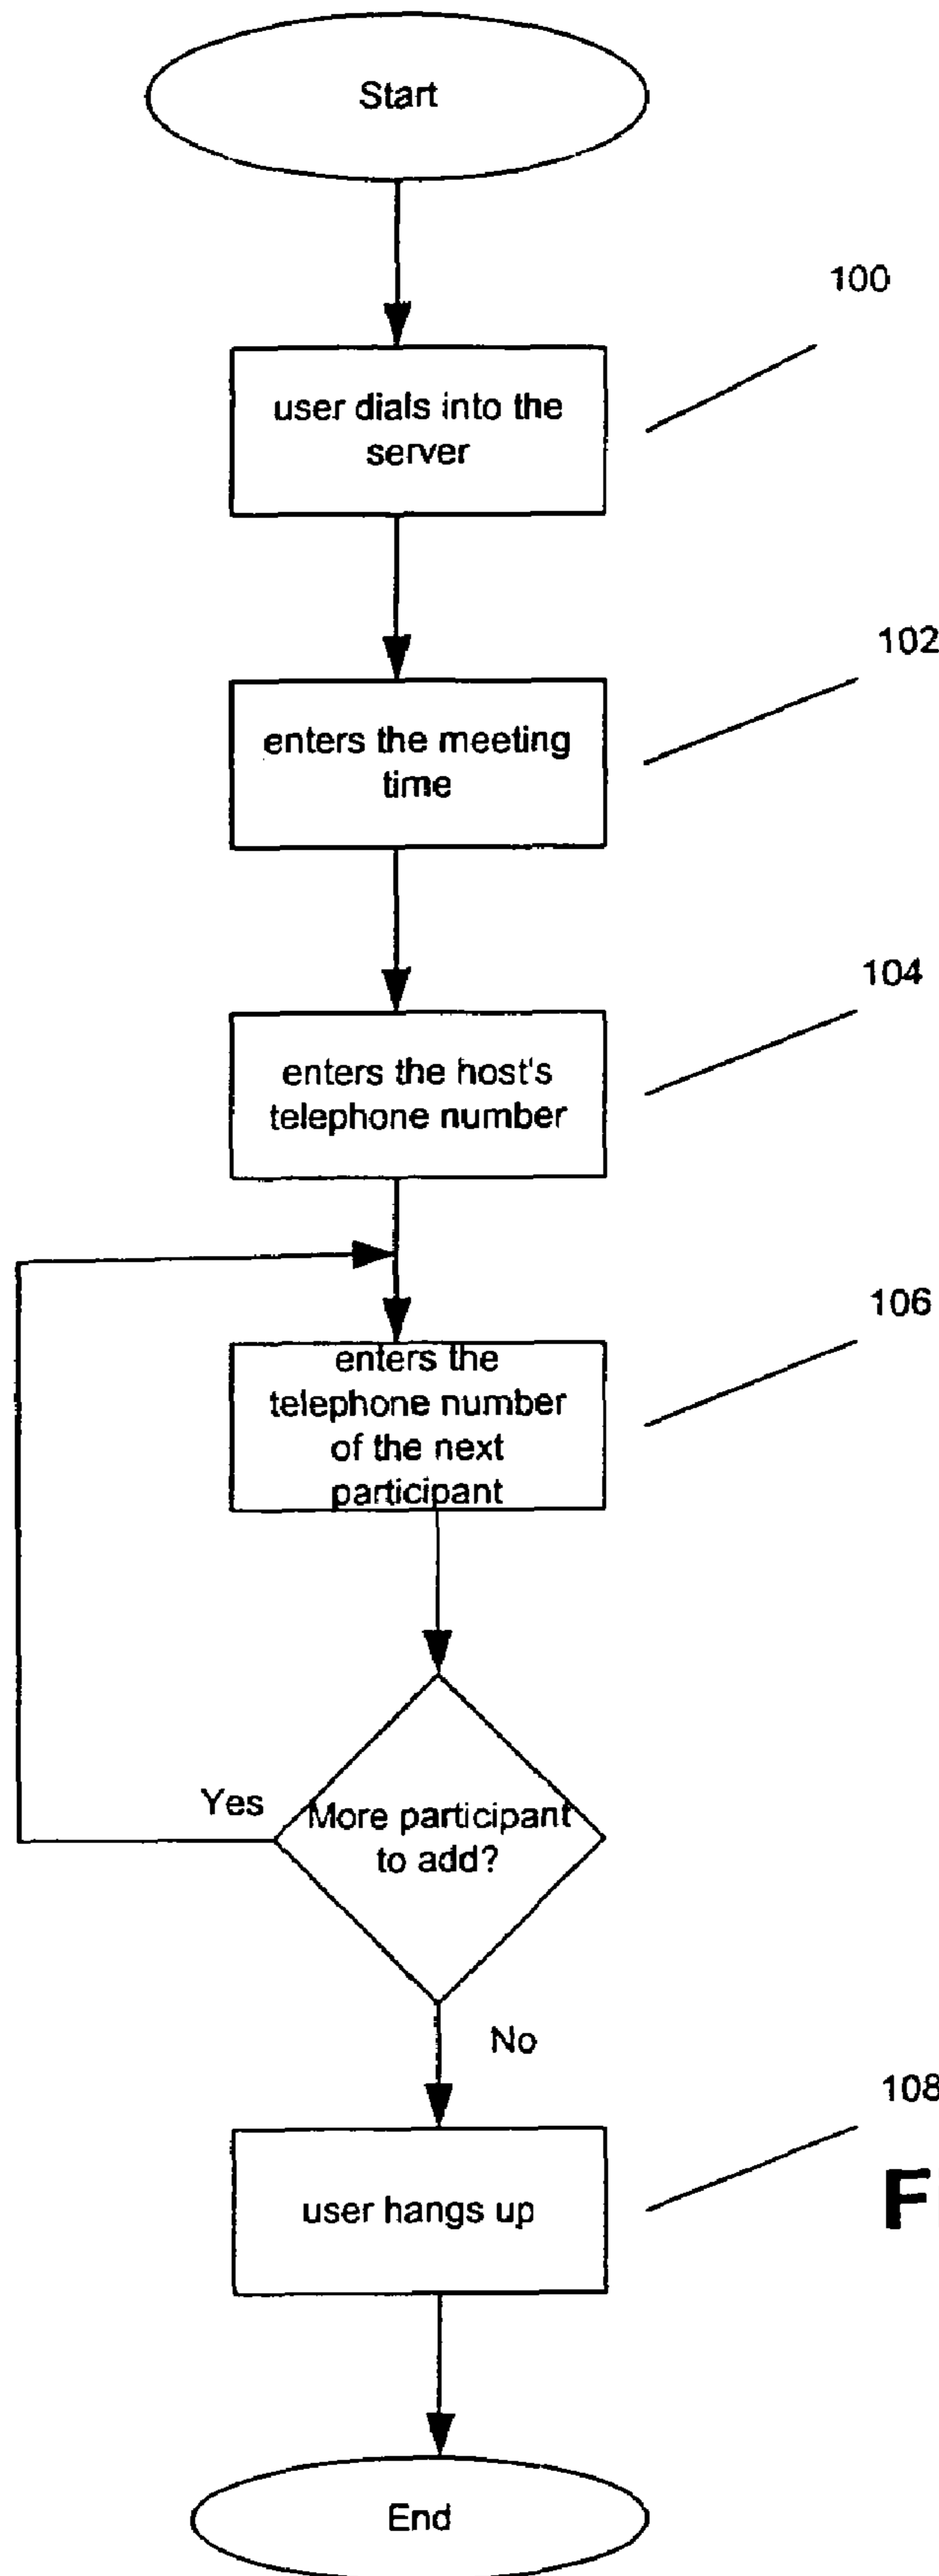 Start
100
user dials into the
server
102
enters the meeting
time
104
enters the host's
telephone number
106
enters the
telephone number
of the next
participant
Yes
More participant
to add?
No
108
user hangs up
End